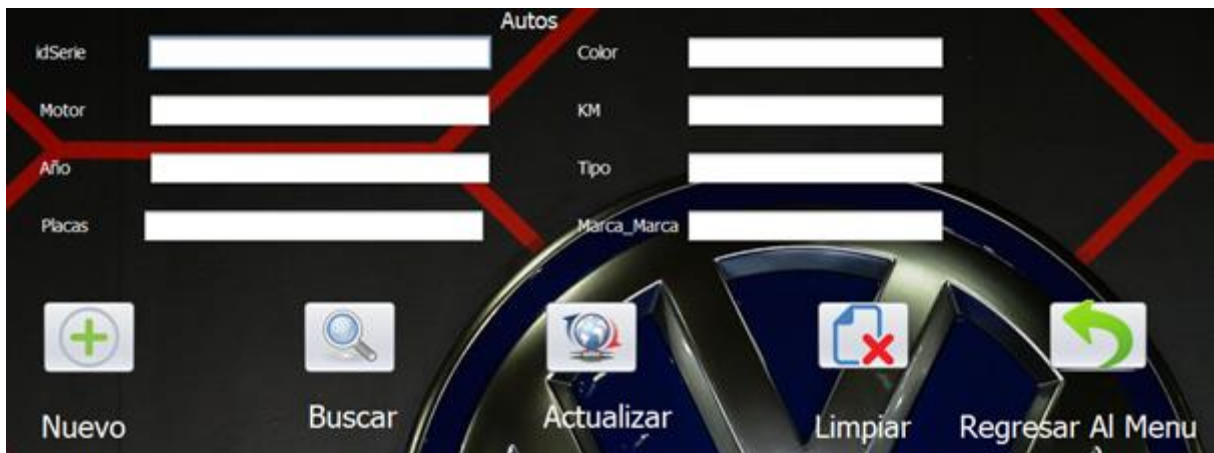 Autos
idSerie
Color
Motor
KM
Año
Tipo
Placas
Marca_Marca
Nuevo
Buscar
Actualizar
Limpiar
Regresar Al Menu